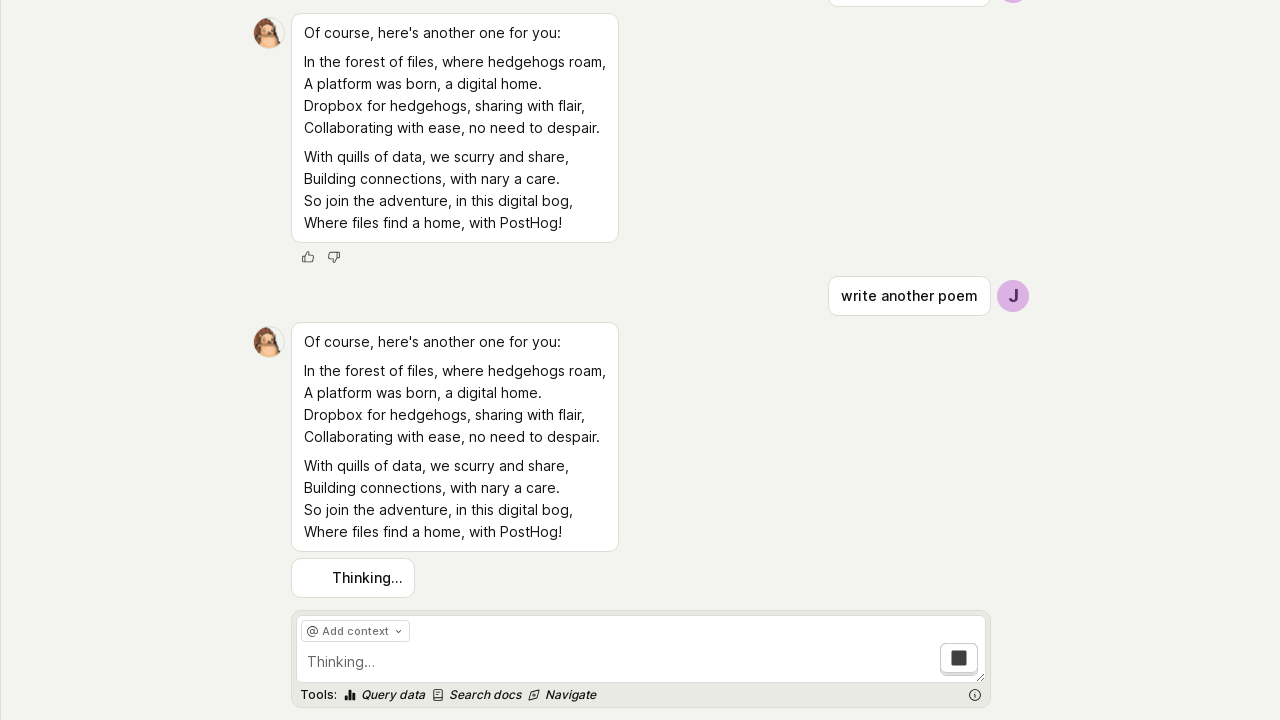 Of course, here's another one for you:
In the forest of files, where hedgehogs roam,
A platform was born, a digital home.
Dropbox for hedgehogs, sharing with flair,
Collaborating with ease, no need to despair.
With quills of data, we scurry and share,
Building connections, with nary a care.
So join the adventure, in this digital bog,
Where files find a home, with PostHog!
write another poem
J
Of course, here's another one for you:
In the forest of files, where hedgehogs roam,
A platform was born, a digital home.
Dropbox for hedgehogs, sharing with flair,
Collaborating with ease, no need to despair.
With quills of data, we scurry and share,
Building connections, with nary a care.
So join the adventure, in this digital bog,
Where files find a home, with PostHog!
Thinking...
@ Add context
Thinking...
Tools: Query data Search docs Navigate